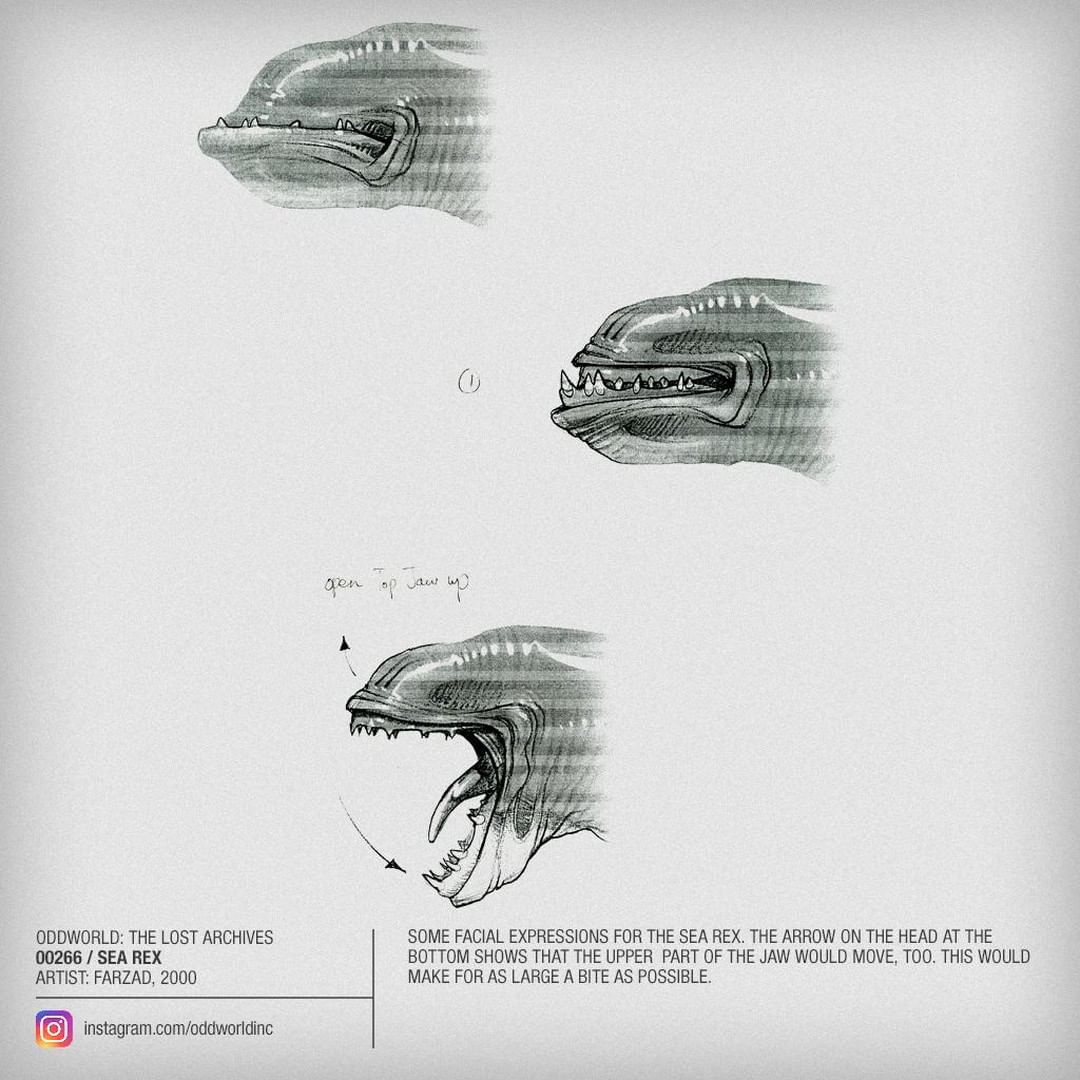 1
open Top Jaw up
ODDWORLD: THE LOST ARCHIVES
00266 / SEA REX
ARTIST: FARZAD, 2000
SOME FACIAL EXPRESSIONS FOR THE SEA REX. THE ARROW ON THE HEAD AT THE
BOTTOM SHOWS THAT THE UPPER PART OF THE JAW WOULD MOVE, TOO. THIS WOULD
MAKE FOR AS LARGE A BITE AS POSSIBLE.
instagram.com/oddworldinc